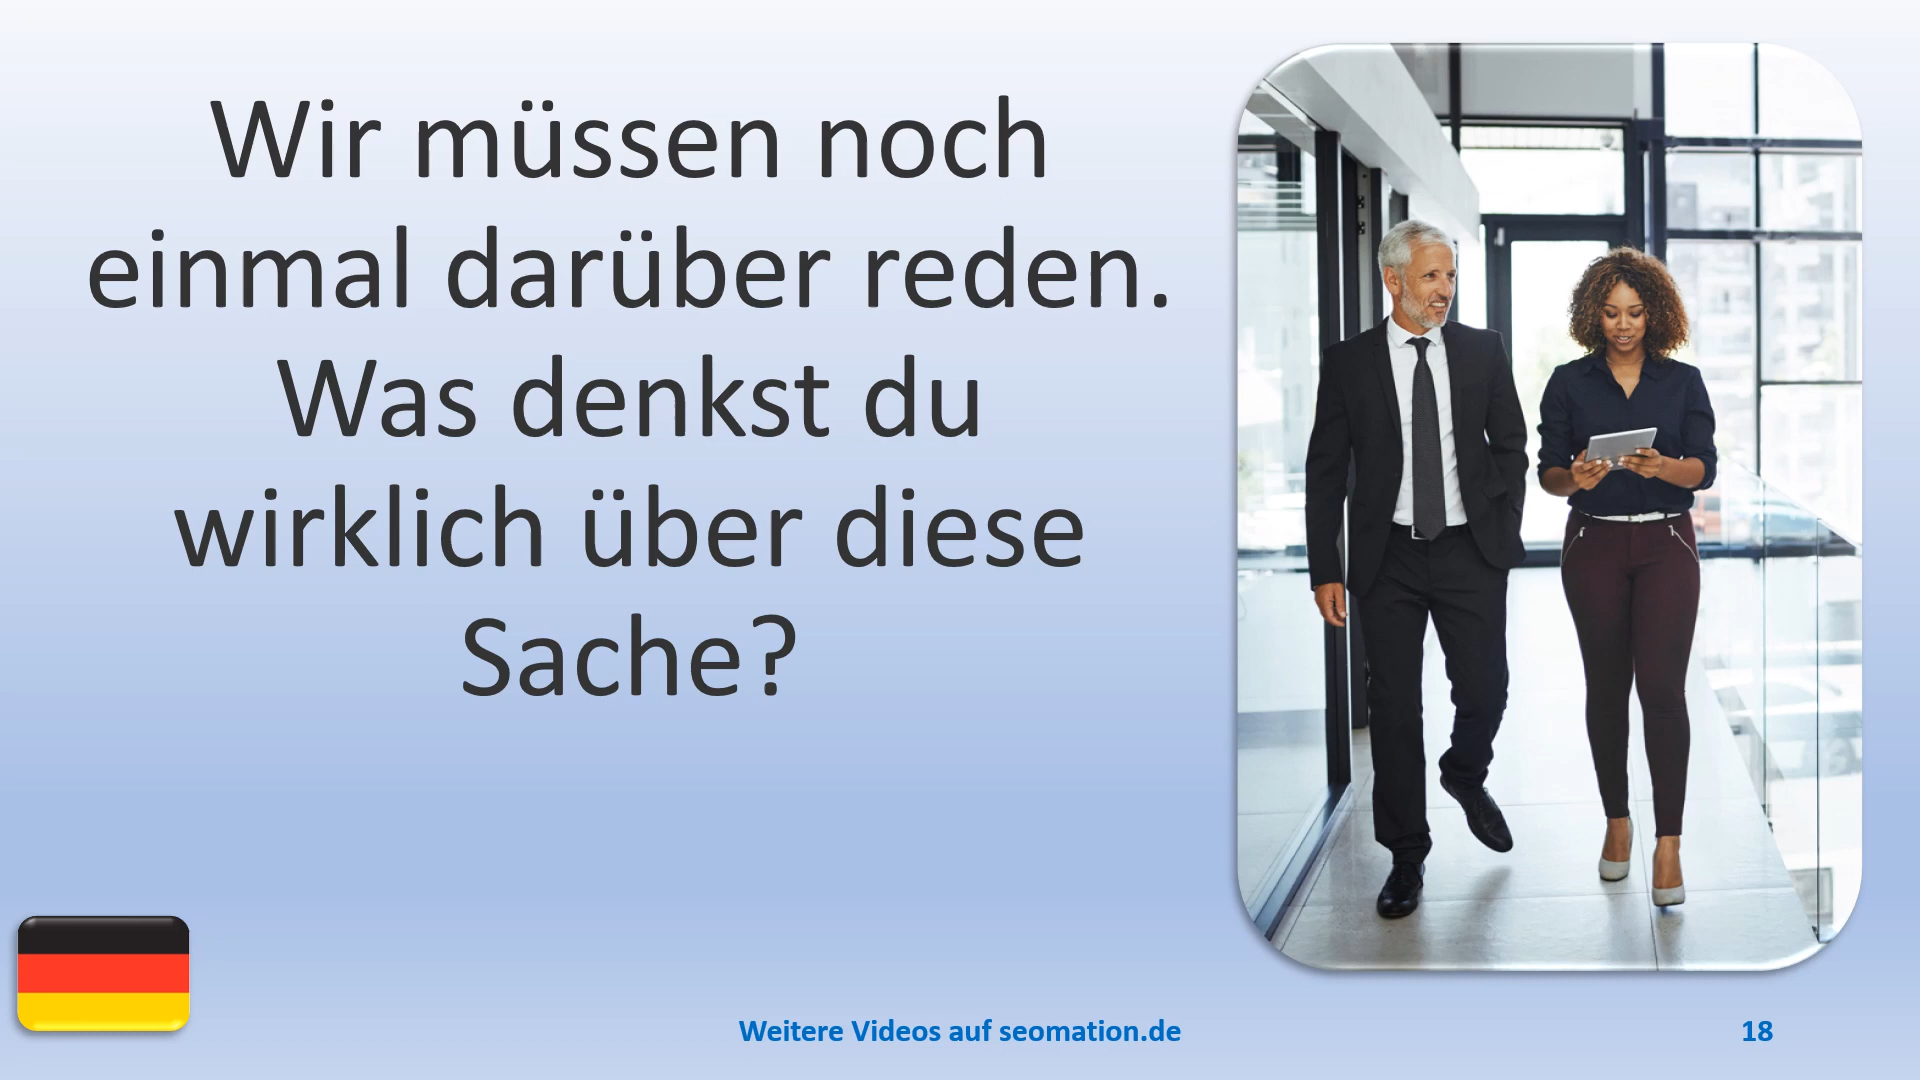 Wir müssen noch
einmal darüber reden.
Was denkst du
wirklich über diese
Sache?
Weitere Videos auf seomation.de
18